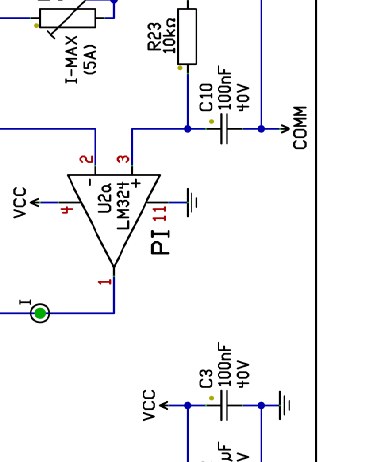 I-MAX
(5A)
R23
10kΩ
C10
100nF
40V
COMM
2
3
-
+
U2a
LM324
VCC
4
11
PI
1
I
C3
100nF
40V
VCC
µF
V